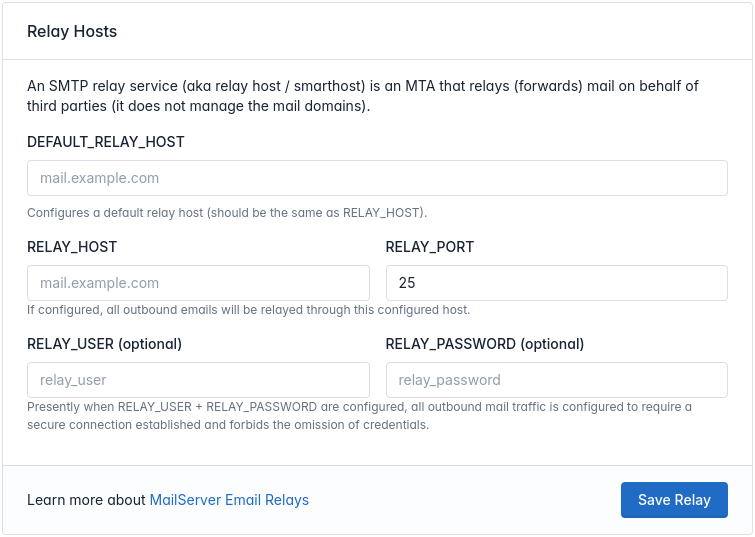 Relay Hosts
An SMTP relay service (aka relay host / smarthost) is an MTA that relays (forwards) mail on behalf of
third parties (it does not manage the mail domains).
DEFAULT_RELAY_HOST
mail.example.com
Configures a default relay host (should be the same as RELAY_HOST).
RELAY_HOST
RELAY_PORT
mail.example.com
25
If configured, all outbound emails will be relayed through this configured host.
RELAY_USER (optional)
RELAY_PASSWORD (optional)
relay_user
relay_password
Presently when RELAY_USER + RELAY_PASSWORD are configured, all outbound mail traffic is configured to require a
secure connection established and forbids the omission of credentials.
Learn more about MailServer Email Relays
Save Relay